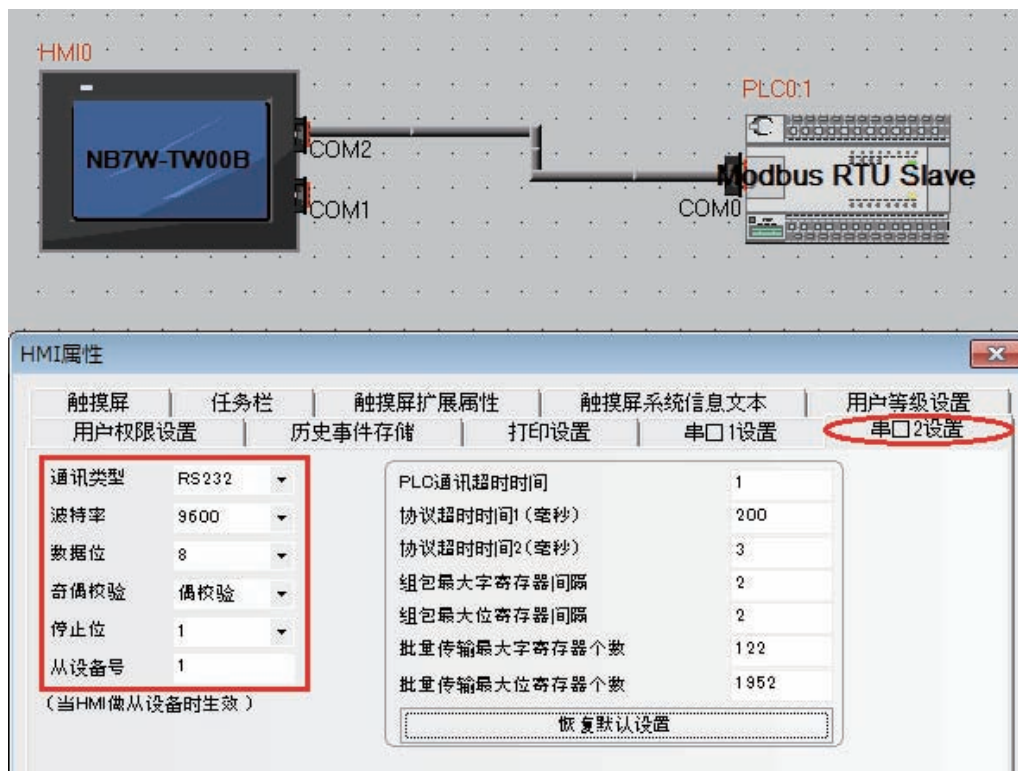 HMI0
PLC0:1
NB7W-TW00B
COM2
Modbus RTU Slave
COM1
COM0
HMI属性
触摸屏 任务栏 触摸屏扩展属性 触摸屏系统信息文本 用户等级设置
用户权限设置 历史事件存储 打印设置 串口1设置 串口2设置
通讯类型 RS232
波特率 9600
数据位 8
奇偶校验 偶校验
停止位 1
从设备号 1
(当HMI做从设备时生效)
PLC通讯超时时间 1
协议超时时间1(毫秒) 200
协议超时时间2(毫秒) 3
组包最大字寄存器间隔 2
组包最大位寄存器间隔 2
批量传输最大字寄存器个数 122
批量传输最大位寄存器个数 1952
恢复默认设置